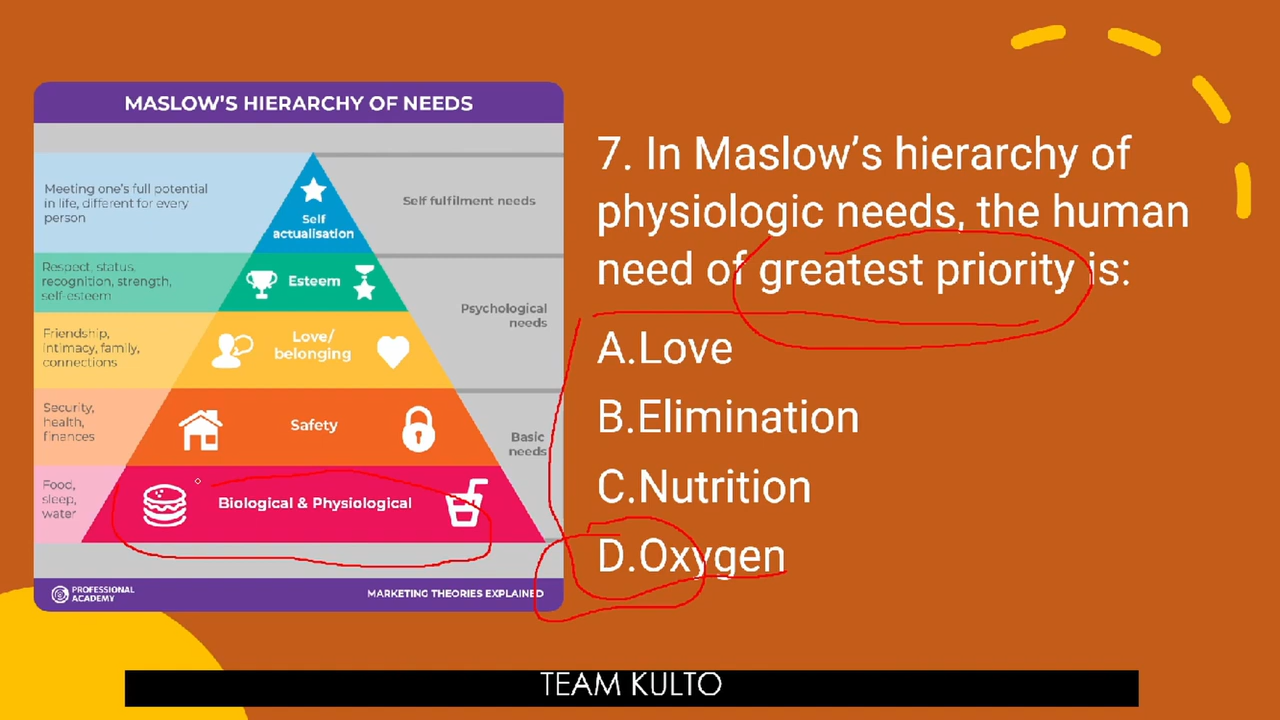 MASLOW'S HIERARCHY OF NEEDS
Meeting one's full potential
in life, different for every
person
Self
actualisation
Self fulfilment needs
Respect, status,
recognition, strength,
self-esteem
Esteem
Psychological
needs
Friendship,
intimacy, family,
connections
Love/
belonging
Security,
health,
finances
Safety
Basic
needs
Food,
sleep,
water
Biological & Physiological
PROFESSIONAL
ACADEMY
MARKETING THEORIES EXPLAINED
7. In Maslow's hierarchy of
physiologic needs, the human
need of greatest priority is:
A.Love
B.Elimination
C.Nutrition
D.Oxygen
TEAM KULTO